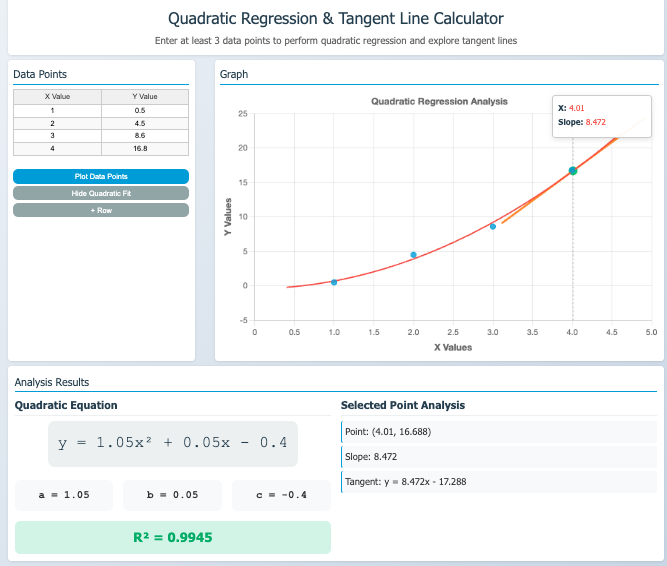 Quadratic Regression & Tangent Line Calculator
Enter at least 3 data points to perform quadratic regression and explore tangent lines
Data Points
X Value Y Value
1 0.5
2 4.5
3 8.6
4 16.8
Plot Data Points
Hide Quadratic Fit
+ Row
Graph
Quadratic Regression Analysis
X: 4.01
Slope: 8.472
Y Values
25
20
15
10
5
0
-5
0 0.5 1.0 1.5 2.0 2.5 3.0 3.5 4.0 4.5 5.0
X Values
Analysis Results
Quadratic Equation
y = 1.05x² + 0.05x - 0.4
a = 1.05 b = 0.05 c = -0.4
R² = 0.9945
Selected Point Analysis
Point: (4.01, 16.688)
Slope: 8.472
Tangent: y = 8.472x - 17.288